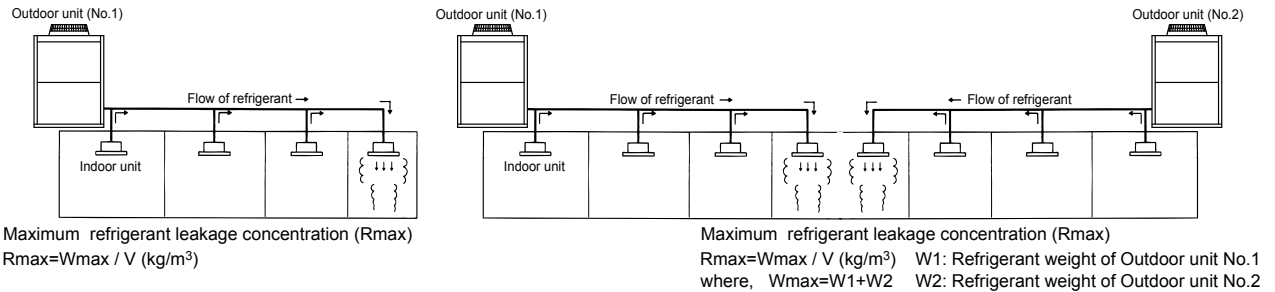 Outdoor unit (No.1)
Flow of refrigerant →
Indoor unit
Maximum refrigerant leakage concentration (Rmax)
Rmax=Wmax / V (kg/m³)
Outdoor unit (No.1)
Outdoor unit (No.2)
Flow of refrigerant →
← Flow of refrigerant
Indoor unit
Maximum refrigerant leakage concentration (Rmax)
Rmax=Wmax / V (kg/m³) W1: Refrigerant weight of Outdoor unit No.1
where, Wmax=W1+W2 W2: Refrigerant weight of Outdoor unit No.2